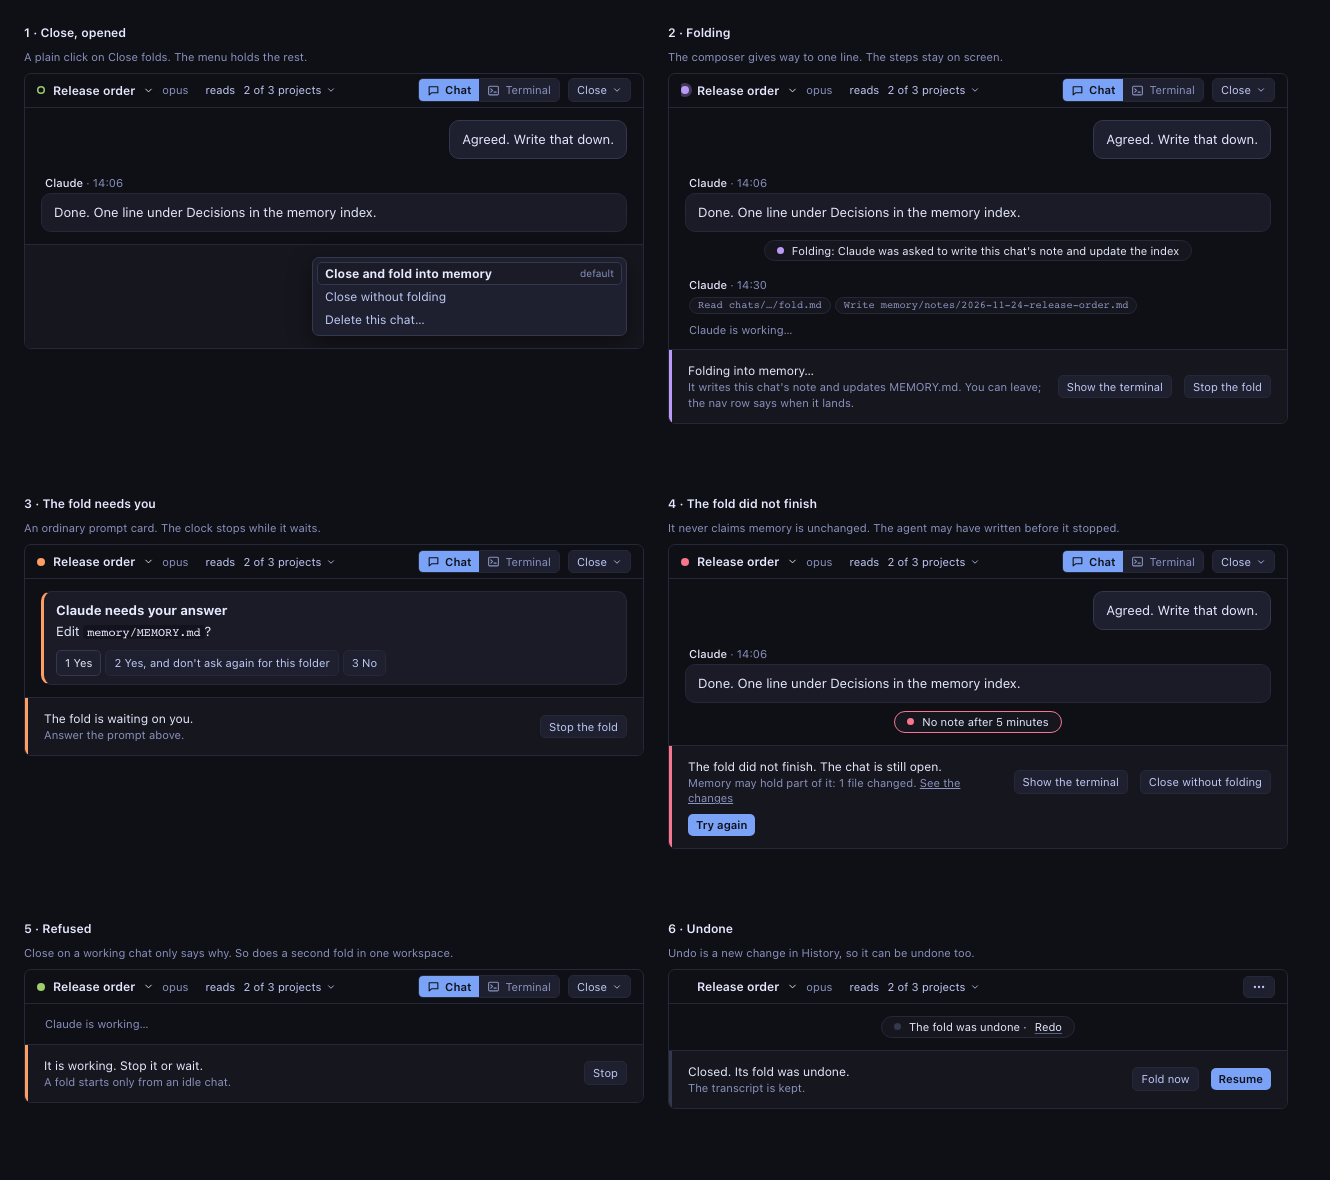 1 · Close, opened
A plain click on Close folds. The menu holds the rest.
Release order opus reads 2 of 3 projects Chat Terminal Close
Agreed. Write that down.
Claude · 14:06
Done. One line under Decisions in the memory index.
Close and fold into memory default
Close without folding
Delete this chat…
2 · Folding
The composer gives way to one line. The steps stay on screen.
Release order opus reads 2 of 3 projects Chat Terminal Close
Agreed. Write that down.
Claude · 14:06
Done. One line under Decisions in the memory index.
Folding: Claude was asked to write this chat's note and update the index
Claude · 14:30
Read chats/…/fold.md Write memory/notes/2026-11-24-release-order.md
Claude is working…
Folding into memory…
It writes this chat's note and updates MEMORY.md. You can leave;
the nav row says when it lands.
Show the terminal Stop the fold
3 · The fold needs you
An ordinary prompt card. The clock stops while it waits.
Release order opus reads 2 of 3 projects Chat Terminal Close
Claude needs your answer
Edit memory/MEMORY.md ?
1 Yes 2 Yes, and don't ask again for this folder 3 No
The fold is waiting on you.
Answer the prompt above.
Stop the fold
4 · The fold did not finish
It never claims memory is unchanged. The agent may have written before it stopped.
Release order opus reads 2 of 3 projects Chat Terminal Close
Agreed. Write that down.
Claude · 14:06
Done. One line under Decisions in the memory index.
No note after 5 minutes
The fold did not finish. The chat is still open.
Memory may hold part of it: 1 file changed. See the
changes
Show the terminal Close without folding
Try again
5 · Refused
Close on a working chat only says why. So does a second fold in one workspace.
Release order opus reads 2 of 3 projects Chat Terminal Close
Claude is working…
It is working. Stop it or wait.
A fold starts only from an idle chat.
Stop
6 · Undone
Undo is a new change in History, so it can be undone too.
Release order opus reads 2 of 3 projects ···
The fold was undone · Redo
Closed. Its fold was undone.
The transcript is kept.
Fold now Resume